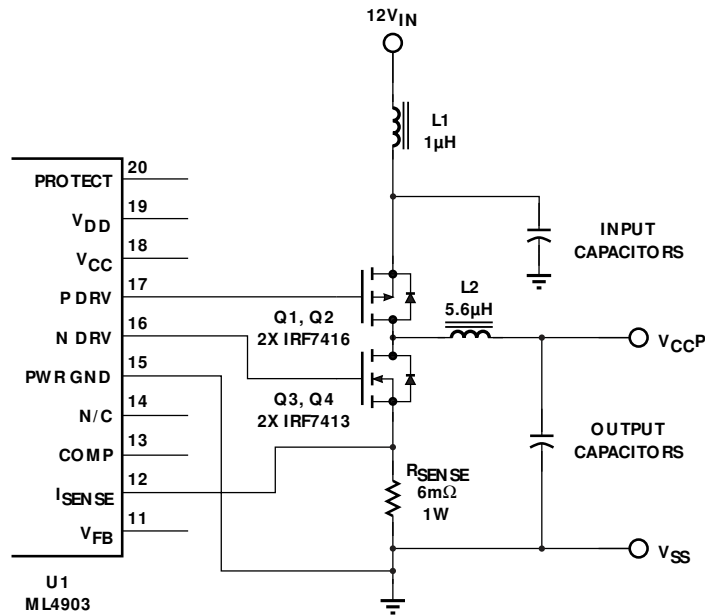 12VIN
L1
1µH
20
PROTECT
19
VDD
18
VCC
17
P DRV
16
N DRV
15
PWR GND
14
N/C
13
COMP
12
ISENSE
11
VFB
U1
ML4903
INPUT
CAPACITORS
Q1, Q2
2X IRF7416
L2
5.6µH
VCCP
Q3, Q4
2X IRF7413
OUTPUT
CAPACITORS
RSENSE
6mΩ
1W
VSS